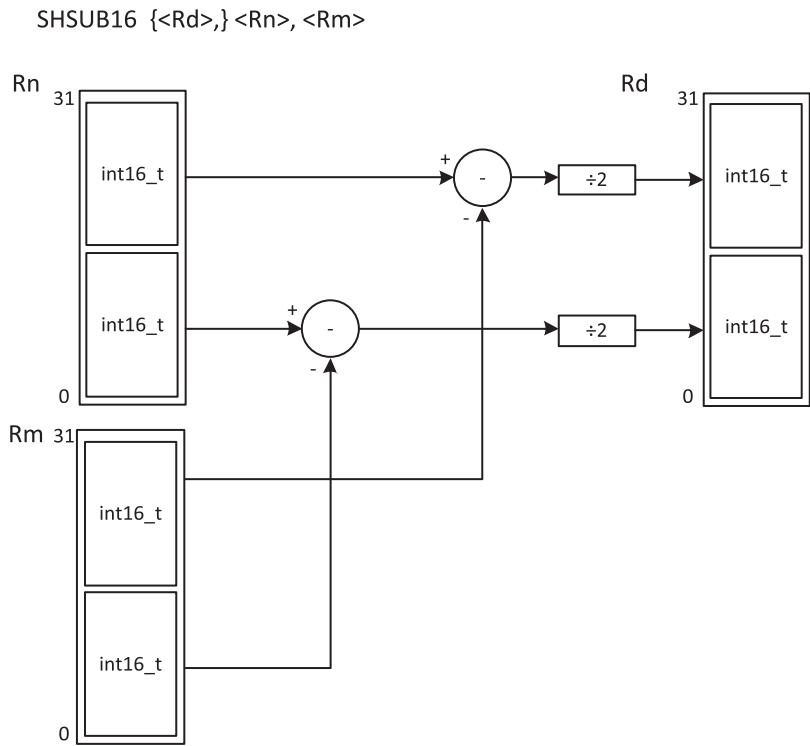 SHSUB16 {<Rd>,} <Rn>, <Rm>
Rn
31
int16_t
int16_t
0
Rm
31
int16_t
int16_t
0
+
-
-
+
-
-
÷2
÷2
Rd
31
int16_t
int16_t
0